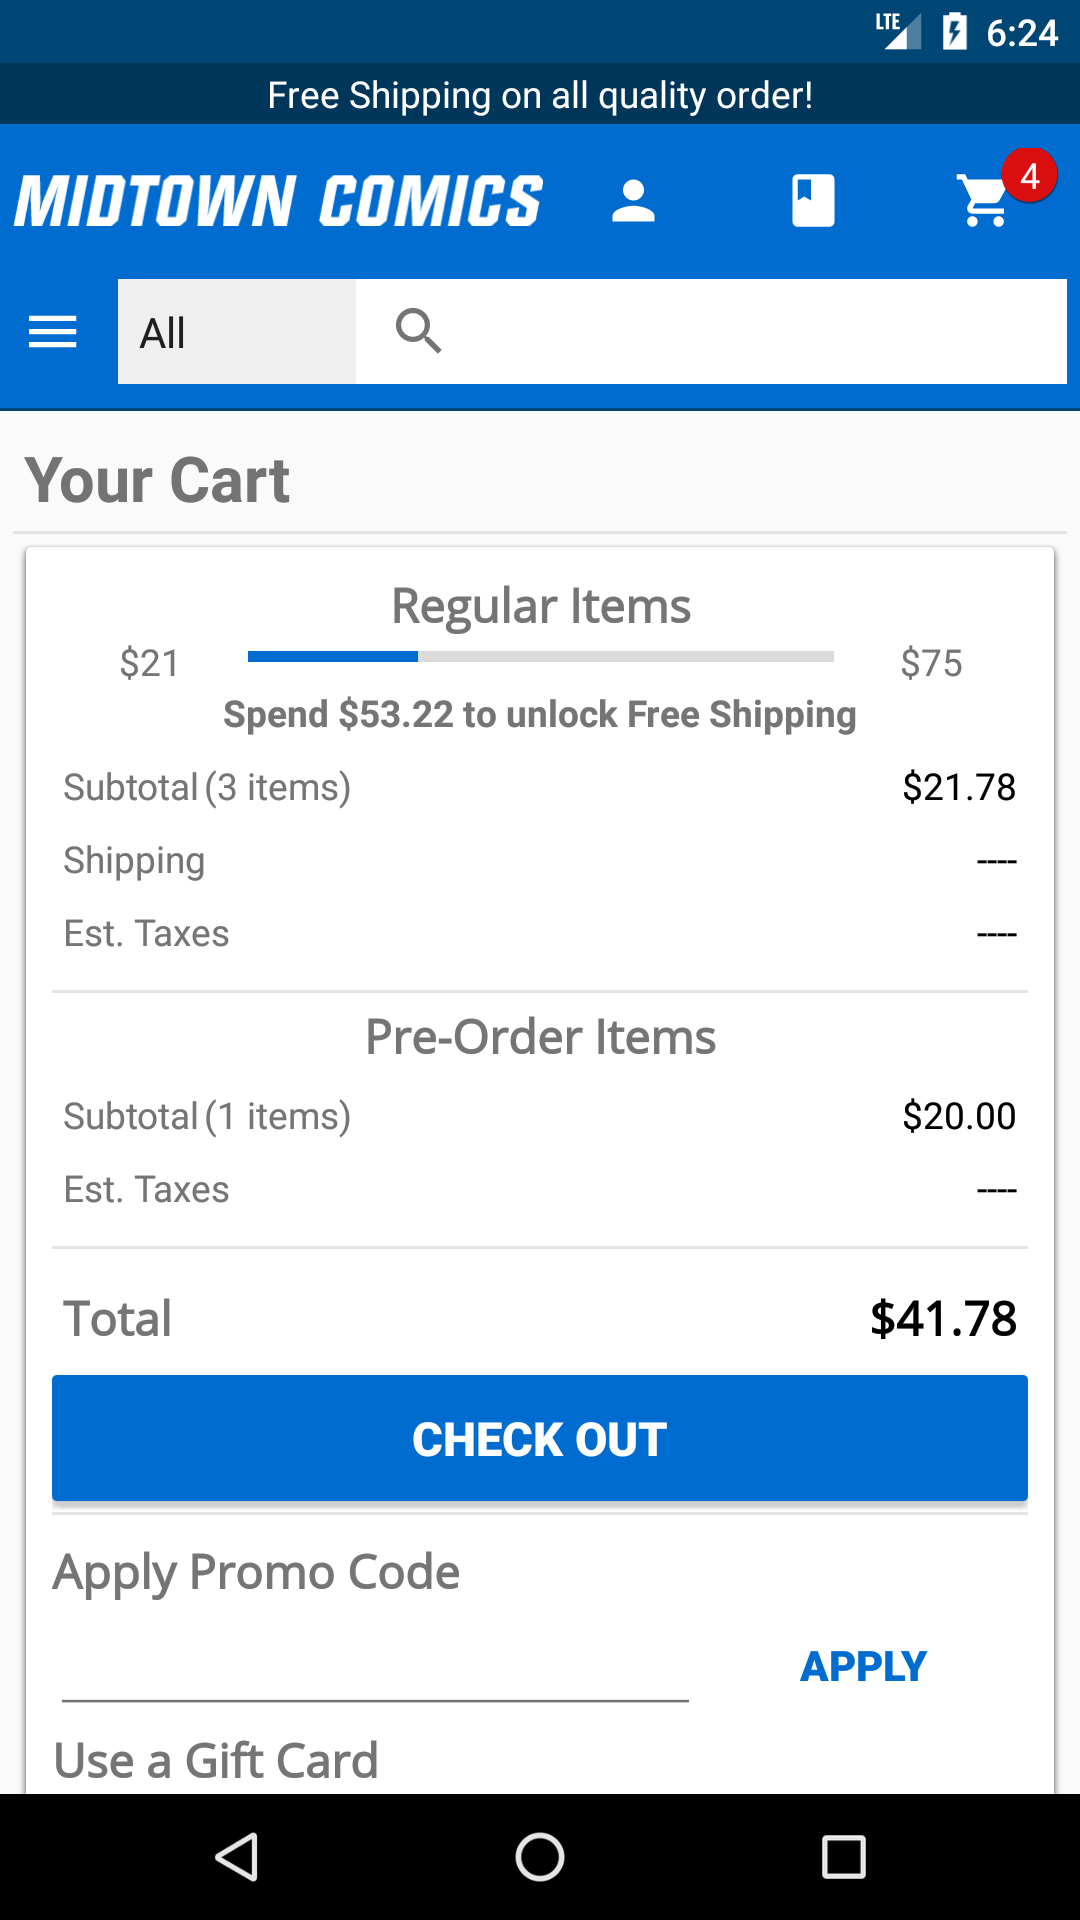 LTE 6:24
Free Shipping on all quality order!
MIDTOWN COMICS 4
All
Your Cart
Regular Items
$21 $75
Spend $53.22 to unlock Free Shipping
Subtotal (3 items) $21.78
Shipping ----
Est. Taxes ----
Pre-Order Items
Subtotal (1 items) $20.00
Est. Taxes ----
Total $41.78
CHECK OUT
Apply Promo Code
APPLY
Use a Gift Card